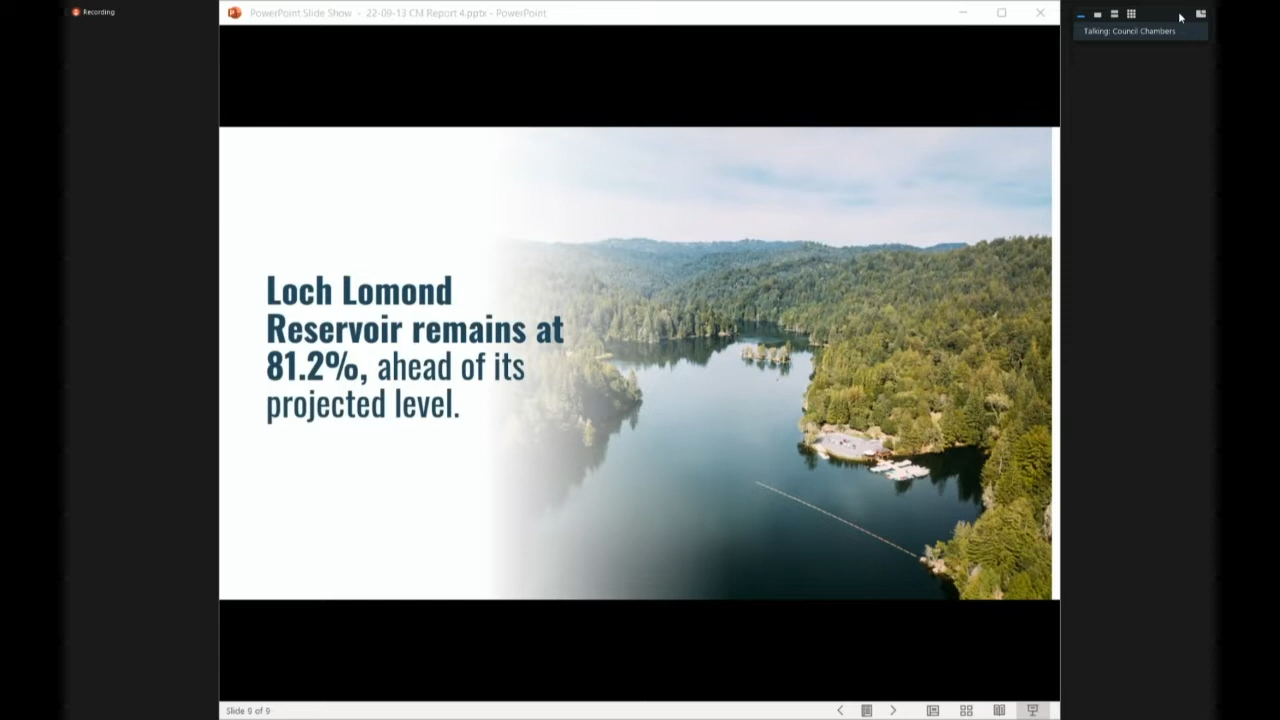 Recording
PowerPoint Slide Show - 22-09-13 CM Report 4.pptx - PowerPoint
Talking: Council Chambers
Loch Lomond
Reservoir remains at
81.2%, ahead of its
projected level.
Slide 9 of 9